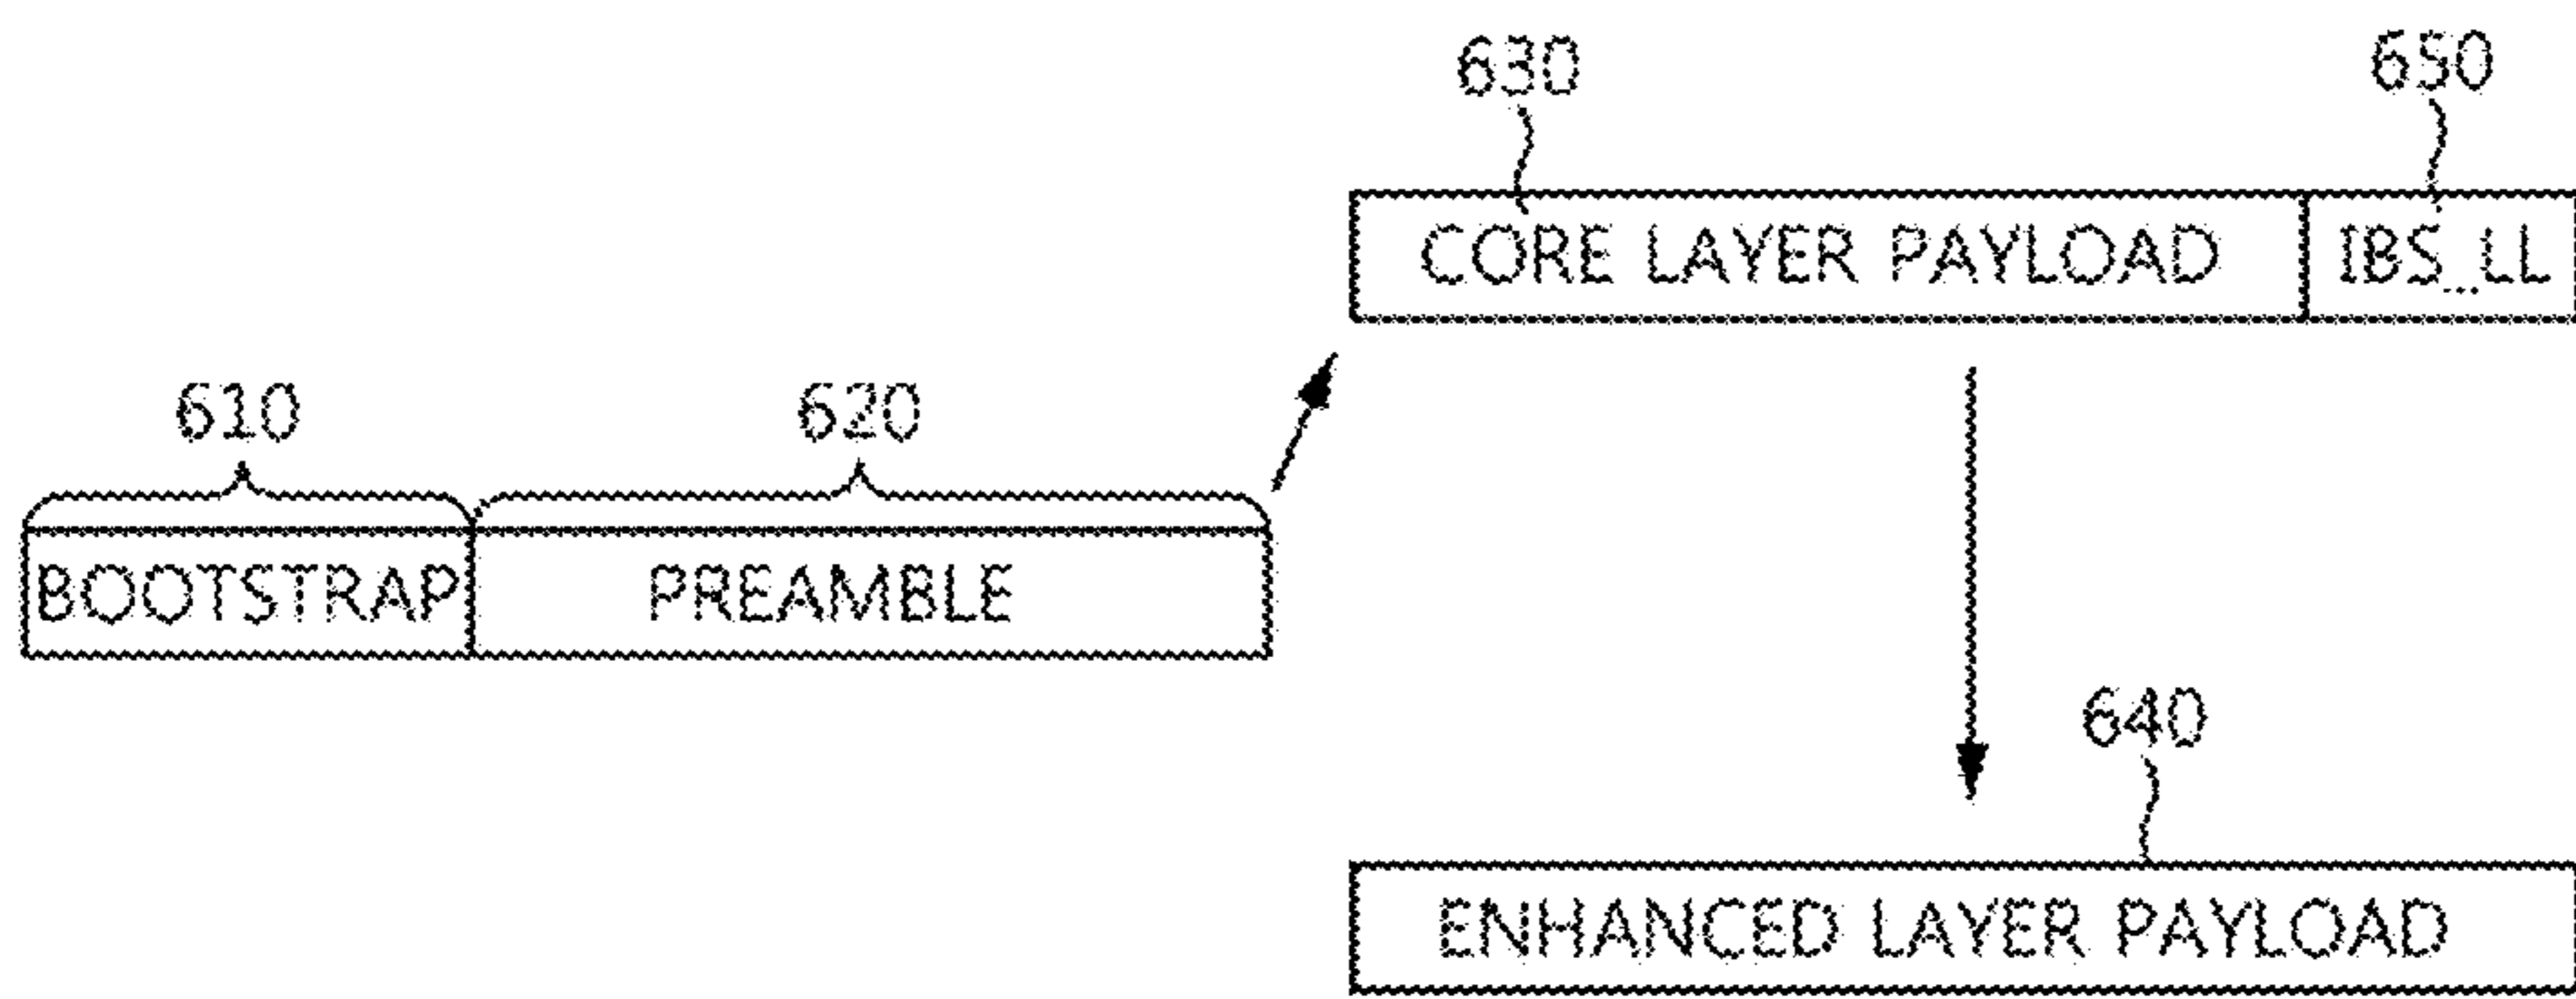 630 650
CORE LAYER PAYLOAD IBS_LL
610 620
BOOTSTRAP PREAMBLE
640
ENHANCED LAYER PAYLOAD